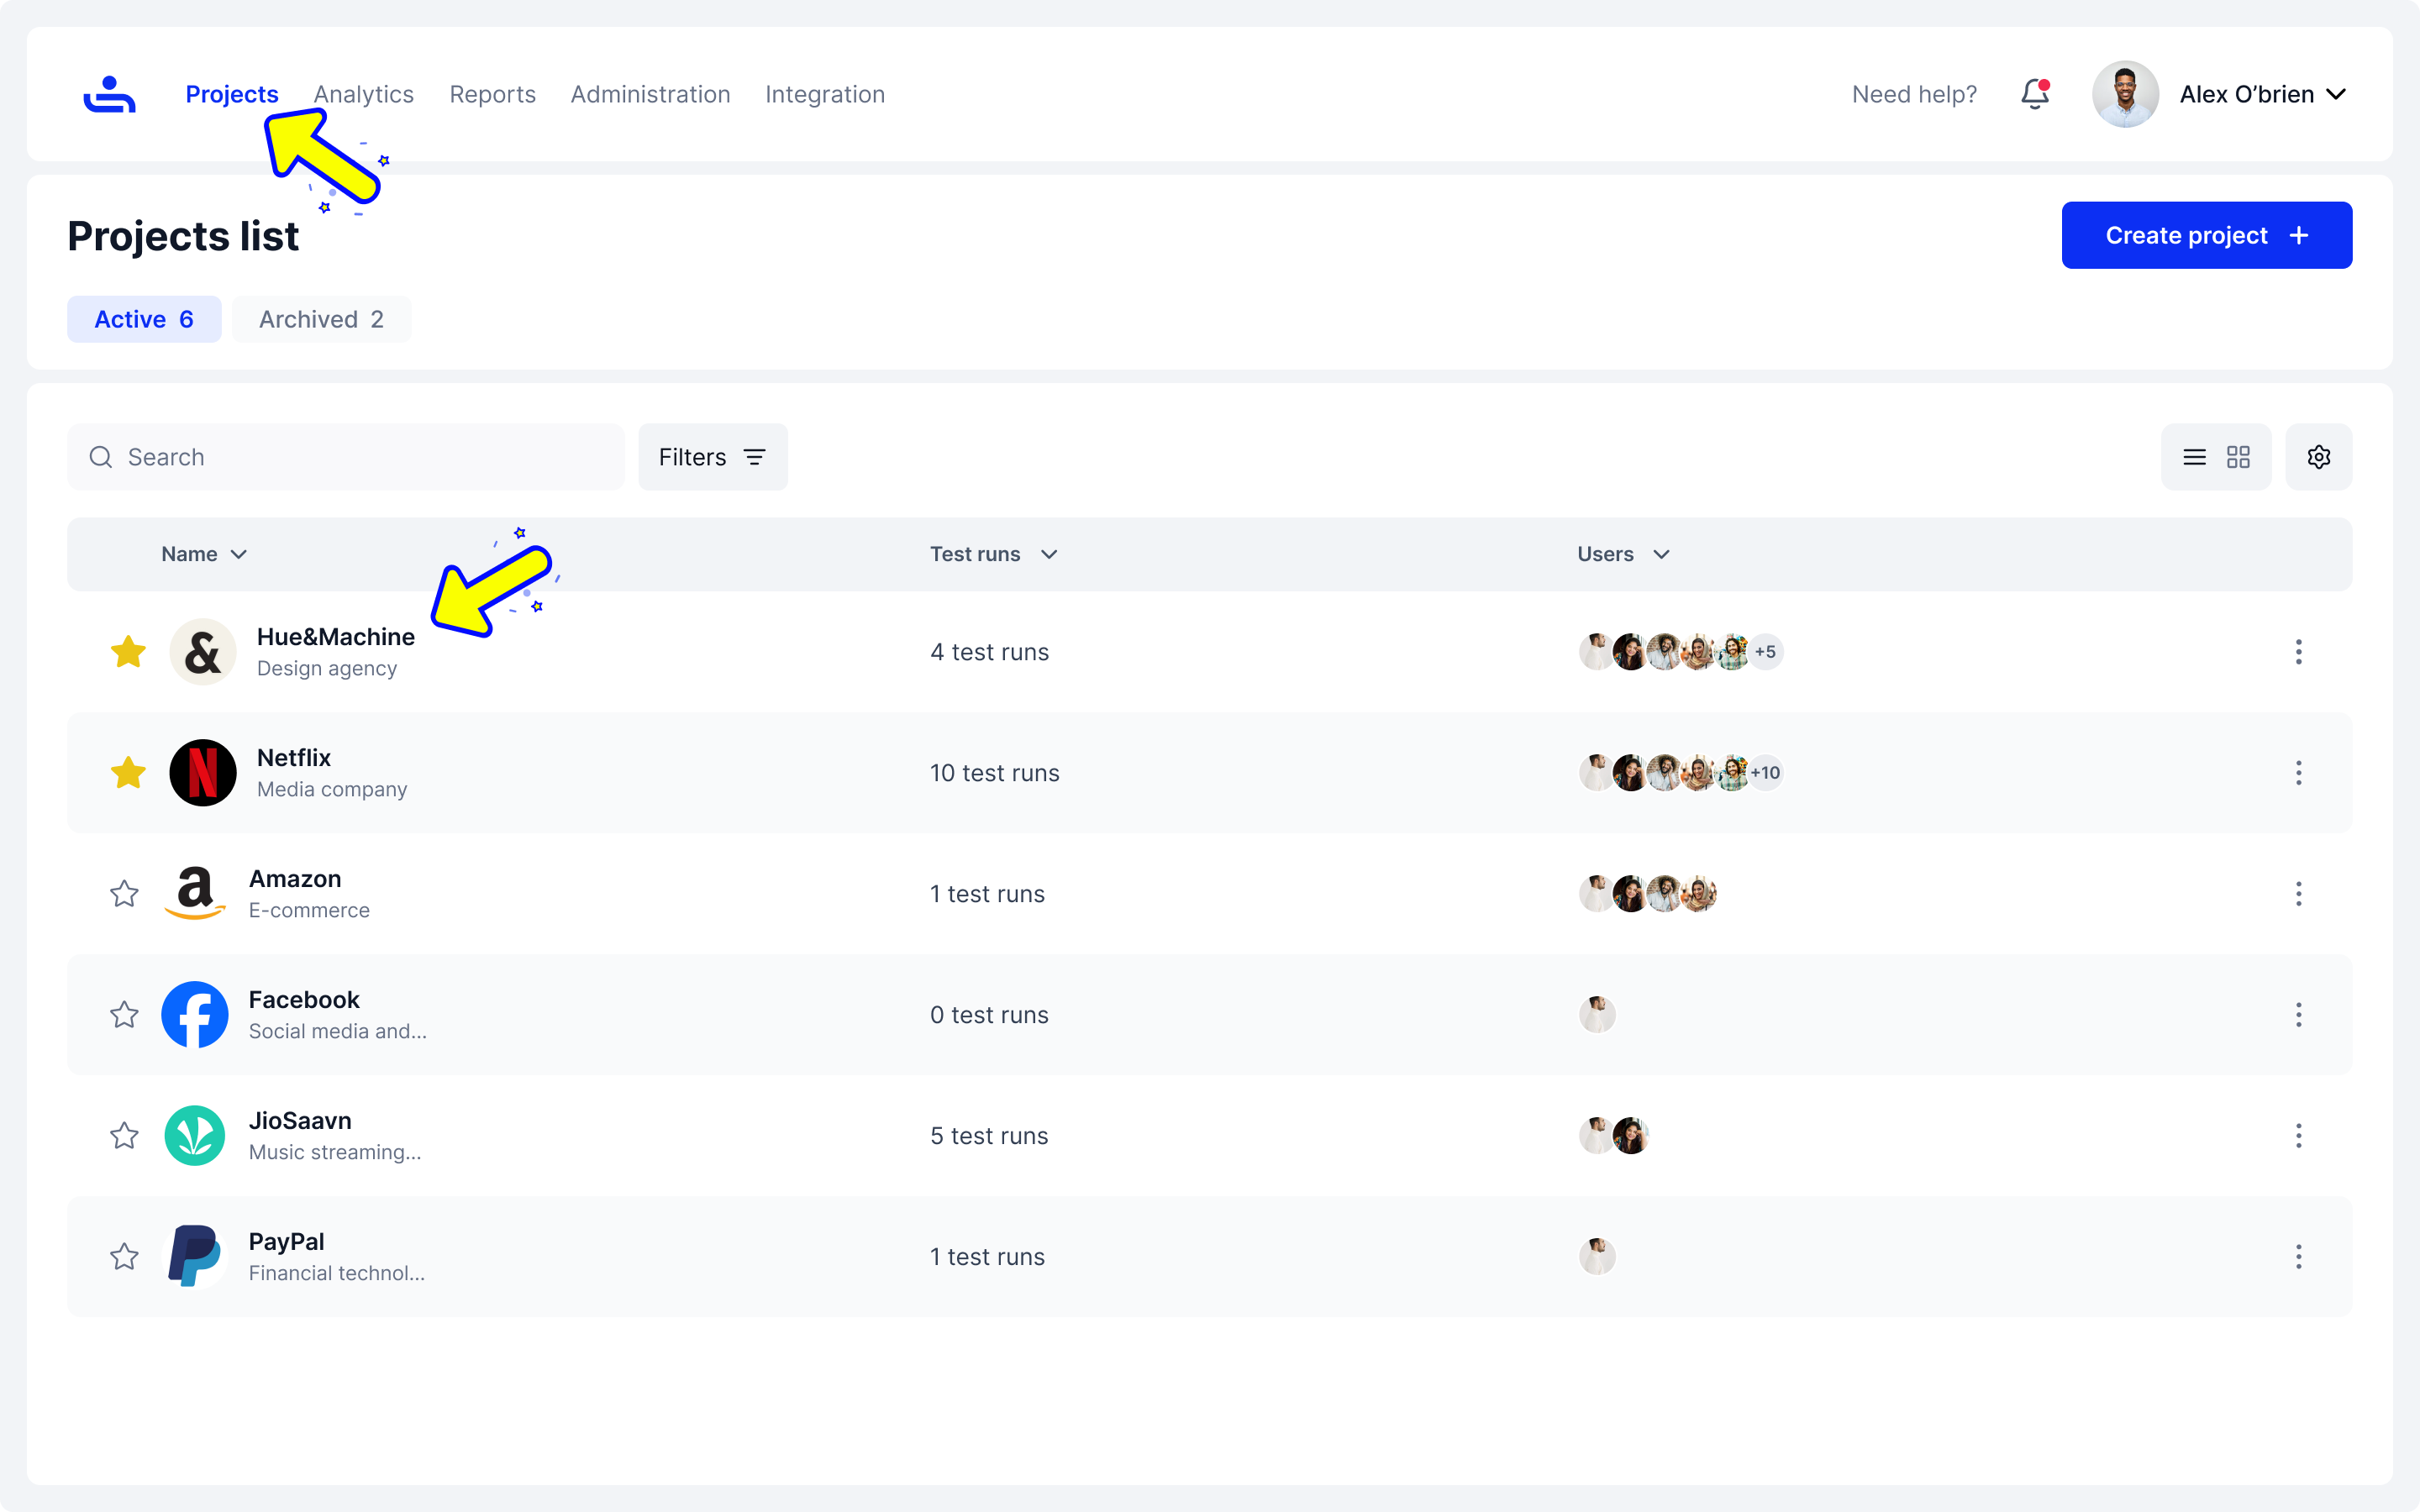 Projects Analytics Reports Administration Integration Need help? Alex O’brien
Projects list
Create project
Active 6 Archived 2
Search Filters
Name Test runs Users
Hue&Machine
Design agency
4 test runs
+5
Netflix
Media company
10 test runs
+10
Amazon
E-commerce
1 test runs
Facebook
Social media and...
0 test runs
JioSaavn
Music streaming...
5 test runs
PayPal
Financial technol...
1 test runs